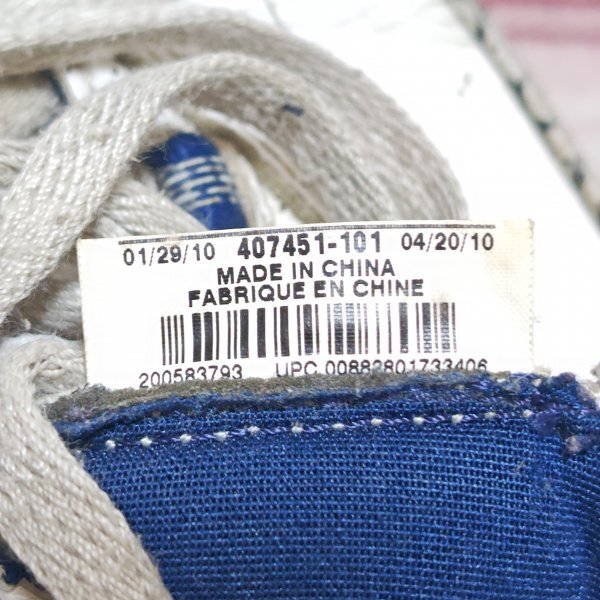 01/29/10 407451-101 04/20/10
MADE IN CHINA
FABRIQUE EN CHINE
200583793 UPC 00882801733406